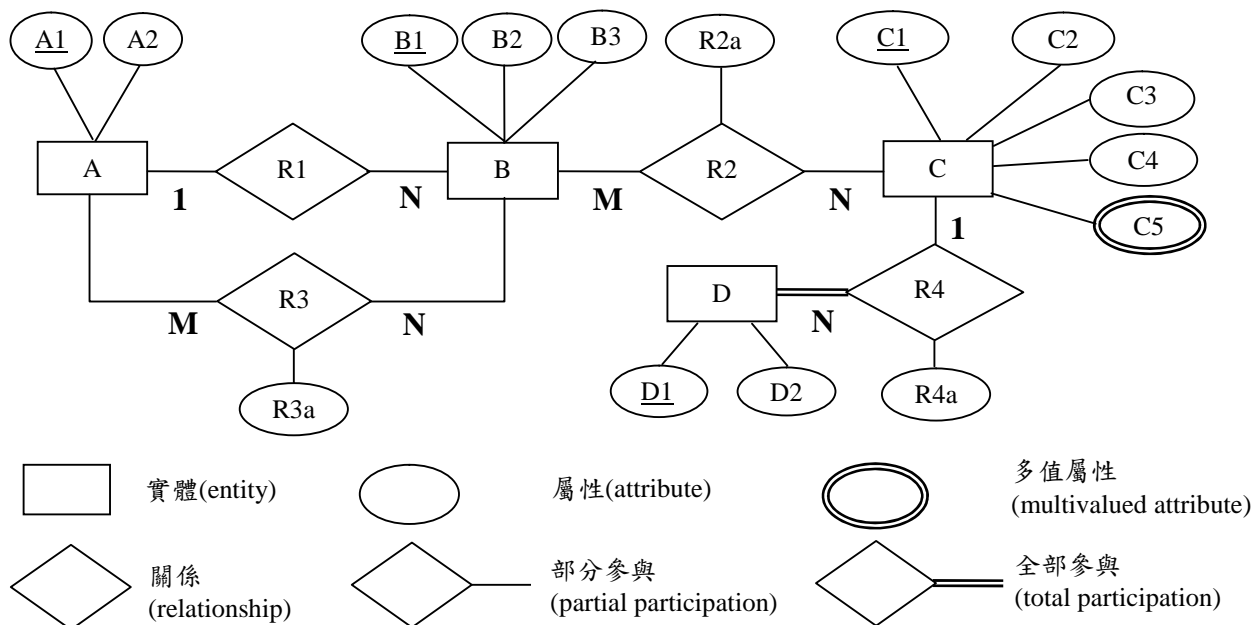 A1 A2 B1 B2 B3 R2a C1 C2
C3
C4
A R1 B R2 C
1 N M N
C5
1
D R4
R3
M N N
D1 D2 R4a
R3a
實體(entity) 屬性(attribute) 多值屬性
(multivalued attribute)
關係
(relationship)
部分參與
(partial participation)
全部參與
(total participation)